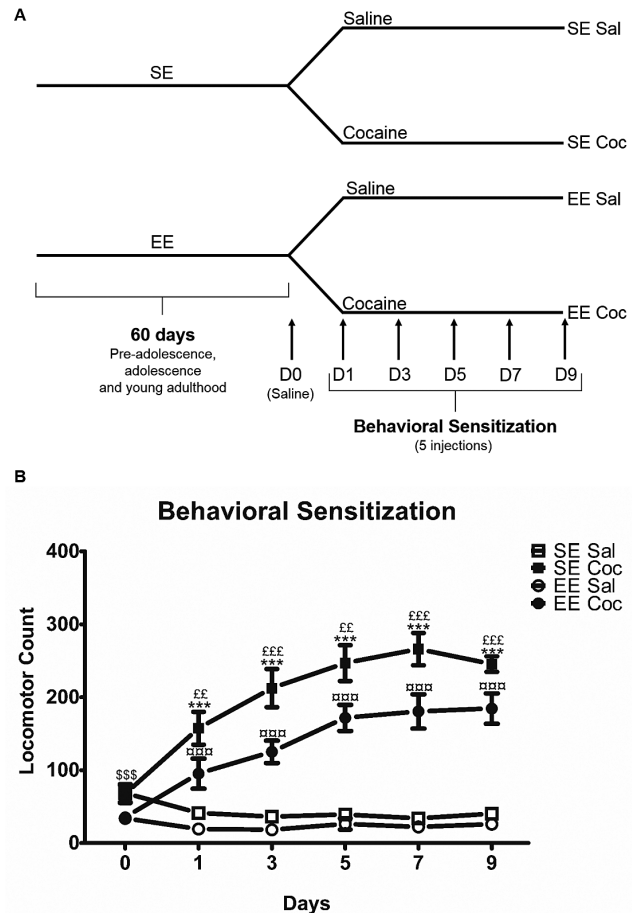 A
Saline
SE Sal
SE
Cocaine
SE Coc
Saline
EE Sal
EE
Cocaine
EE Coc
60 days
Pre-adolescence,
adolescence
and young adulthood
D0
(Saline)
D1
D3
D5
D7
D9
Behavioral Sensitization
(5 injections)
B
Behavioral Sensitization
400
300
200
100
0
Locomotor Count
SE Sal
SE Coc
EE Sal
EE Coc
$$$
££
***
£££
***
££
***
£££
***
£££
***
¤¤¤
¤¤¤
¤¤¤
¤¤¤
¤¤¤
0
1
3
5
7
9
Days